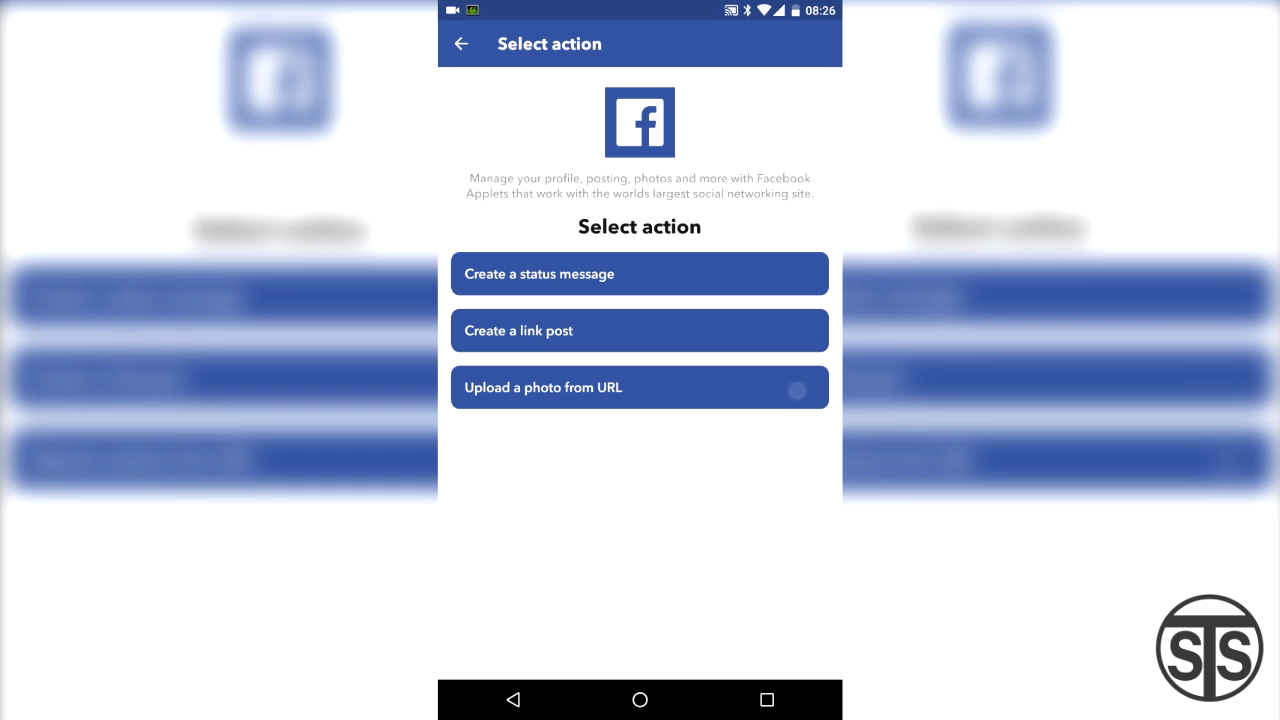 08:26
Select action
Manage your profile, posting, photos and more with Facebook
Applets that work with the worlds largest social networking site.
Select action
Create a status message
Create a link post
Upload a photo from URL
STS